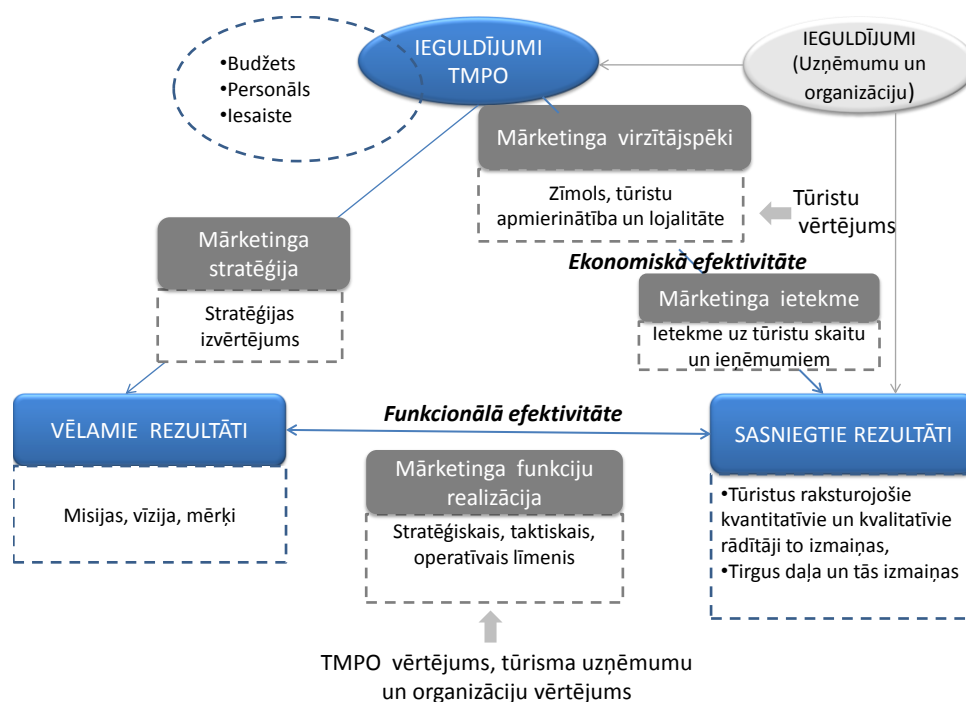 IEGULDĪJUMI
TMPO
IEGULDĪJUMI
(Uzņēmumu un
organizāciju)
•Budžets
•Personāls
•Iesaiste
Mārketinga virzītājspēki
Zīmols, tūristu
apmierinātība un lojalitāte
Tūristu
vērtējums
Mārketinga
stratēģija
Stratēģijas
izvērtējums
Ekonomiskā efektivitāte
Mārketinga ietekme
Ietekme uz tūristu skaitu
un ieņēmumiem
VĒLAMIE REZULTĀTI
Funkcionālā efektivitāte
SASNIEGTIE REZULTĀTI
Misijas, vīzija, mērķi
Mārketinga funkciju
realizācija
Stratēģiskais, taktiskais,
operatīvais līmenis
•Tūristus raksturojošie
kvantitatīvie un kvalitatīvie
rādītāji to izmaiņas,
•Tirgus daļa un tās izmaiņas
TMPO vērtējums, tūrisma uzņēmumu
un organizāciju vērtējums